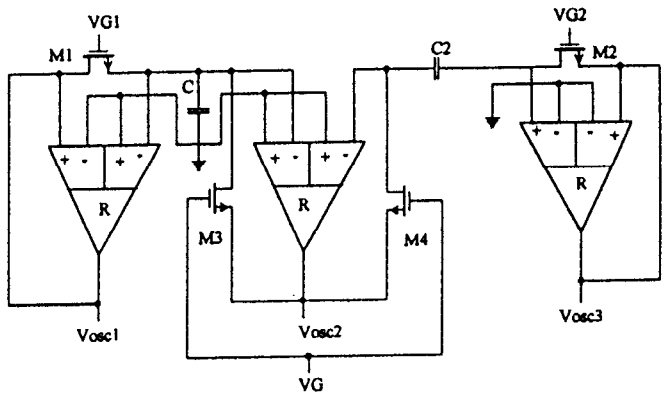 VG1
VG2
M1
C2
M2
C
+ - + -
+ - + -
+ - - +
R
R
R
M3
M4
Vosc1
Vosc2
Vosc3
VG